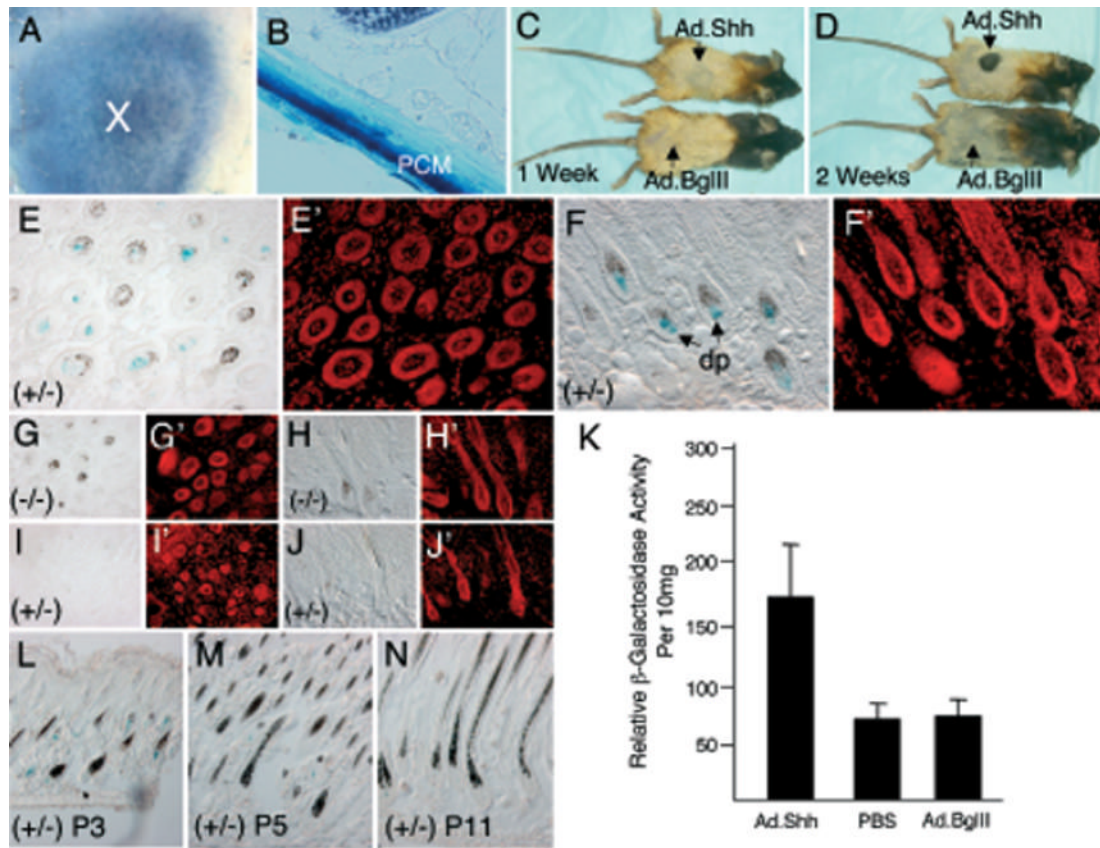 A
X
B
PCM
C
Ad.Shh
1 Week
Ad.BglII
D
Ad.Shh
2 Weeks
Ad.BglII
E
(+/-)
E'
F
dp
(+/-)
F'
G
(-/-)
G'
H
(-/-)
H'
I
(+/-)
I'
J
(+/-)
J'
K
Relative β-Galactosidase Activity
Per 10mg
300
250
200
150
100
50
Ad.Shh
PBS
Ad.BglII
L
(+/-) P3
M
(+/-) P5
N
(+/-) P11